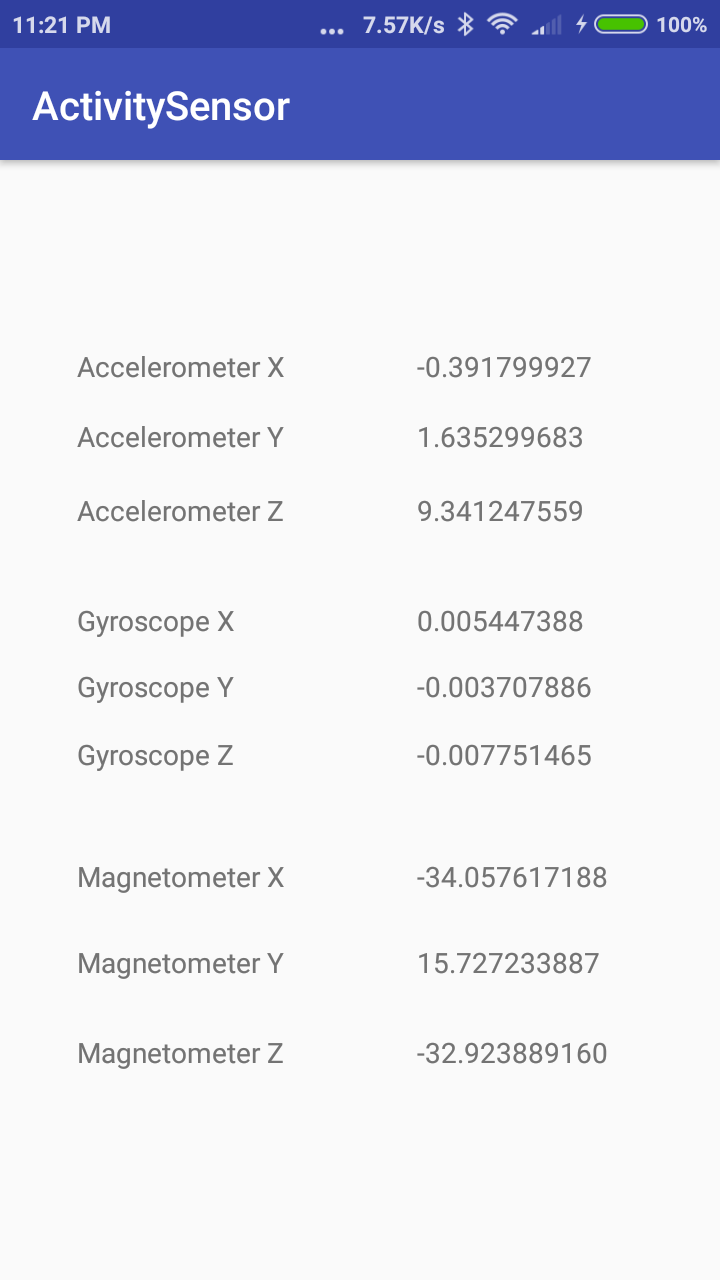 11:21 PM ... 7.57K/s 100%
ActivitySensor
Accelerometer X -0.391799927
Accelerometer Y 1.635299683
Accelerometer Z 9.341247559
Gyroscope X 0.005447388
Gyroscope Y -0.003707886
Gyroscope Z -0.007751465
Magnetometer X -34.057617188
Magnetometer Y 15.727233887
Magnetometer Z -32.923889160